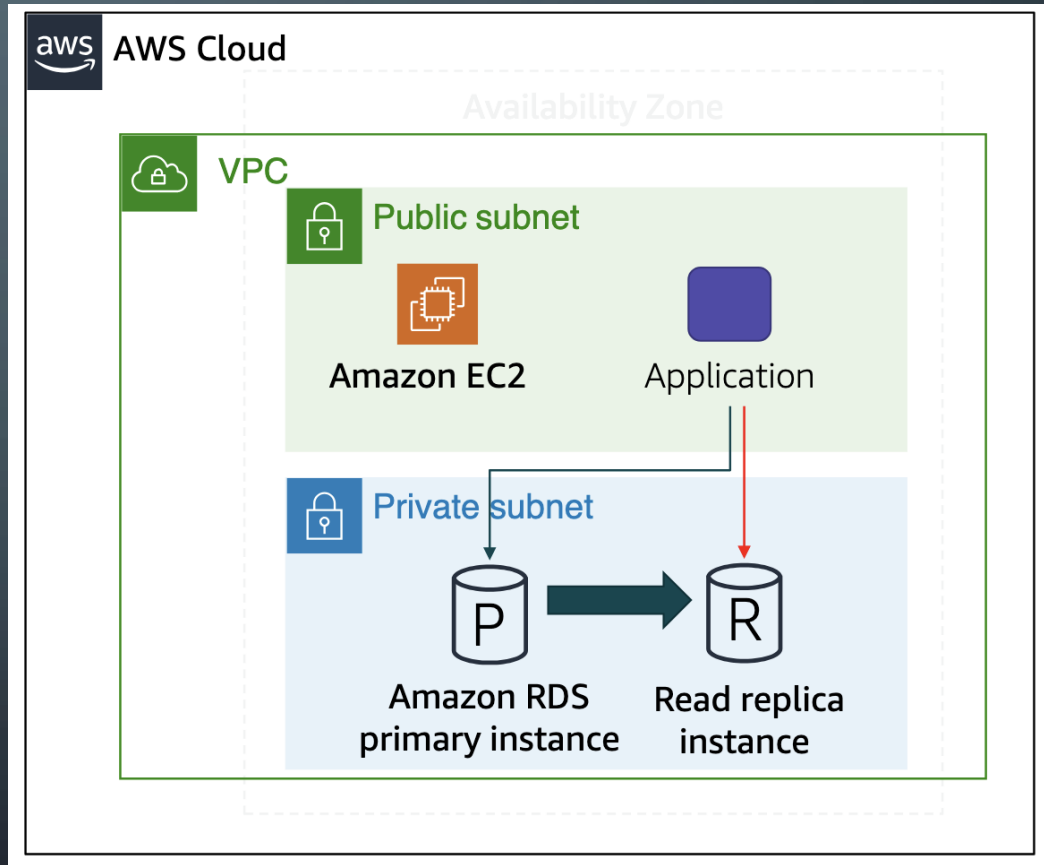 aws
AWS Cloud
Availability Zone
VPC
Public subnet
Amazon EC2
Application
Private subnet
P
R
Amazon RDS
primary instance
Read replica
instance